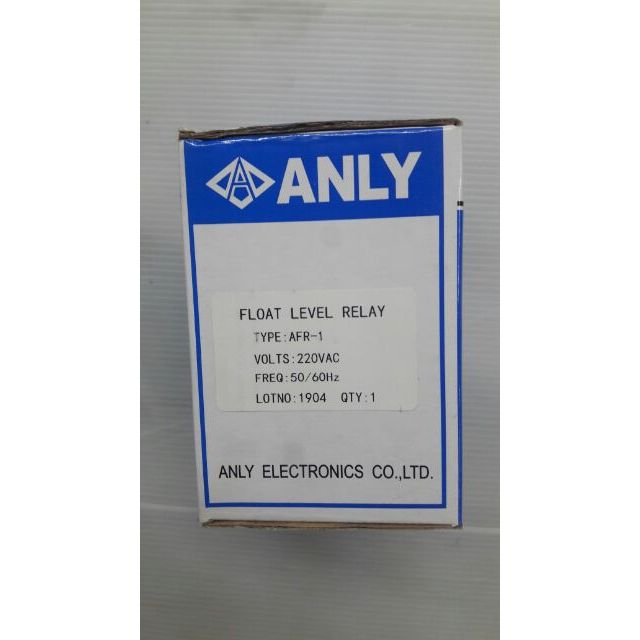 ANLY
FLOAT LEVEL RELAY
TYPE:AFR-1
VOLTS:220VAC
FREQ:50/60Hz
LOTNO:1904 QTY:1
ANLY ELECTRONICS CO.,LTD.